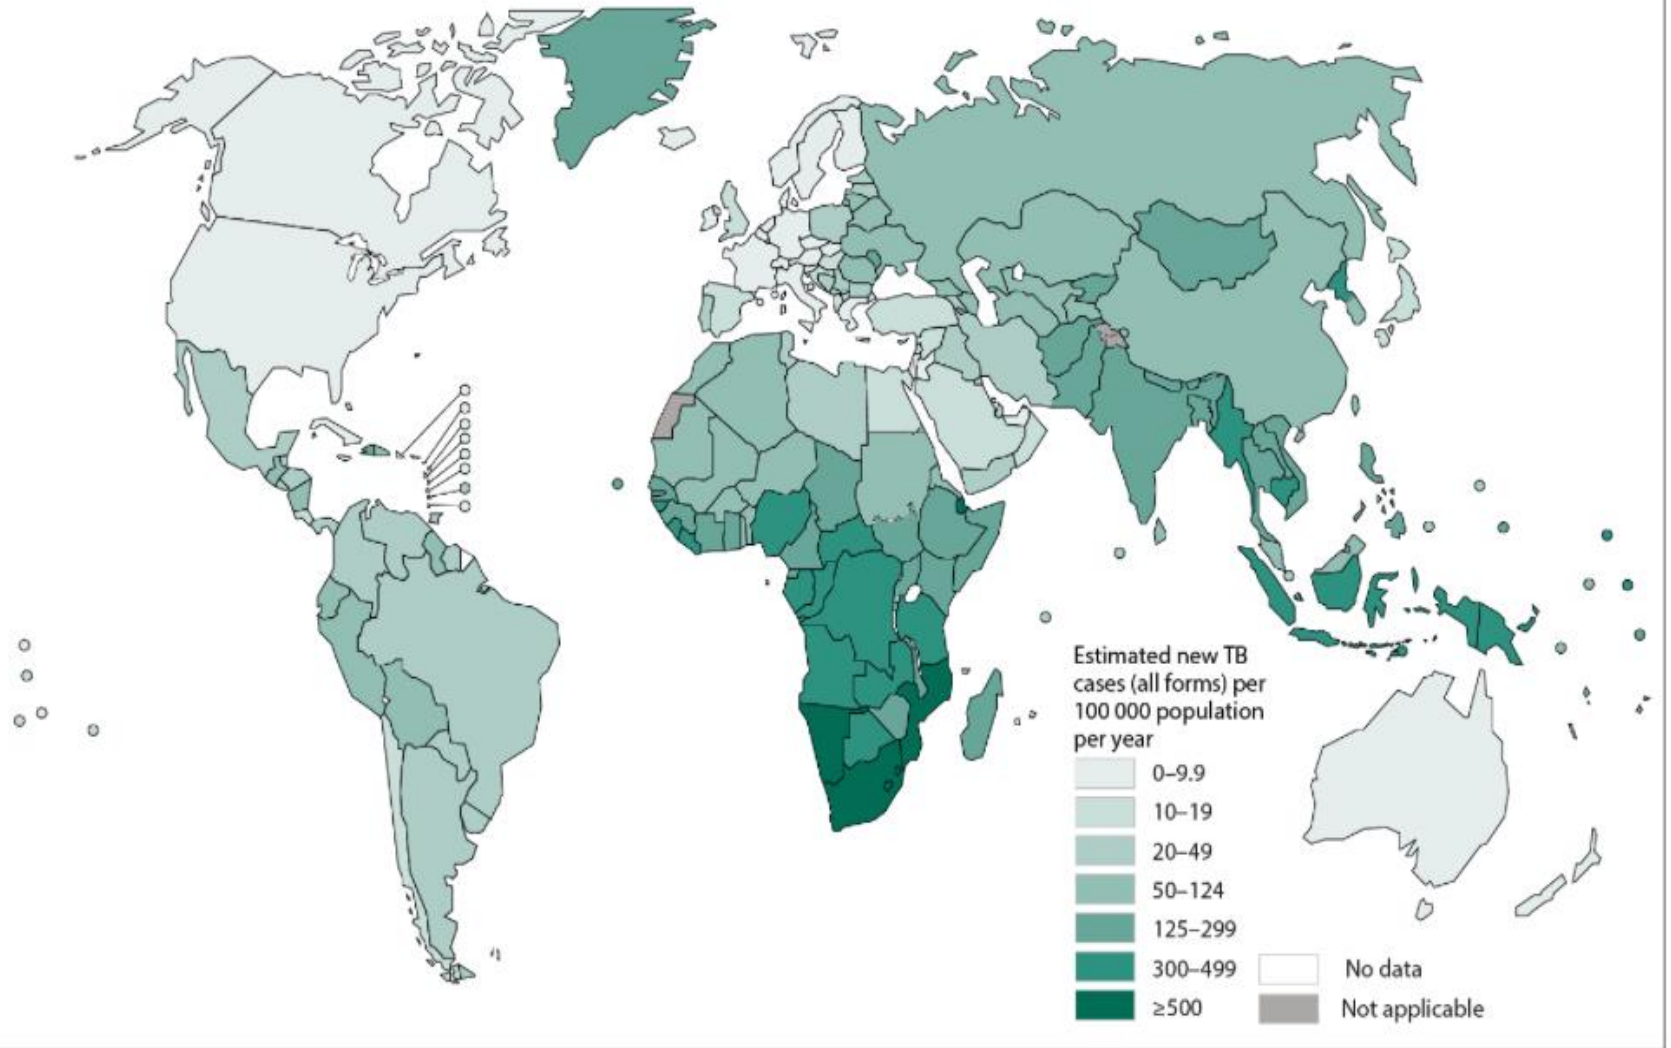 Estimated new TB
cases (all forms) per
100 000 population
per year
0–9.9
10–19
20–49
50–124
125–299
300–499
≥500
No data
Not applicable